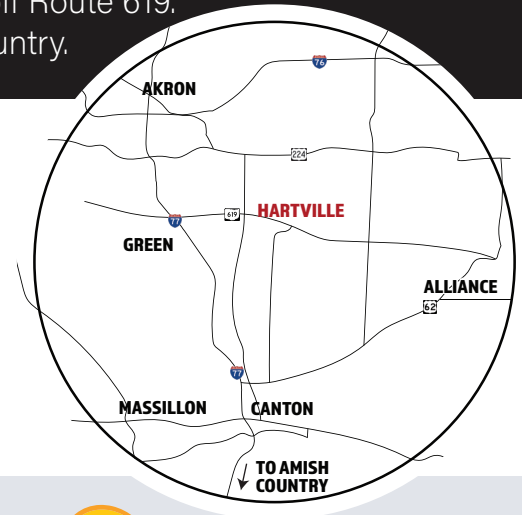 Route 619.
untry.
76
AKRON
224
HARTVILLE
619
77
GREEN
ALLIANCE
62
77
MASSILLON
CANTON
TO AMISH
COUNTRY